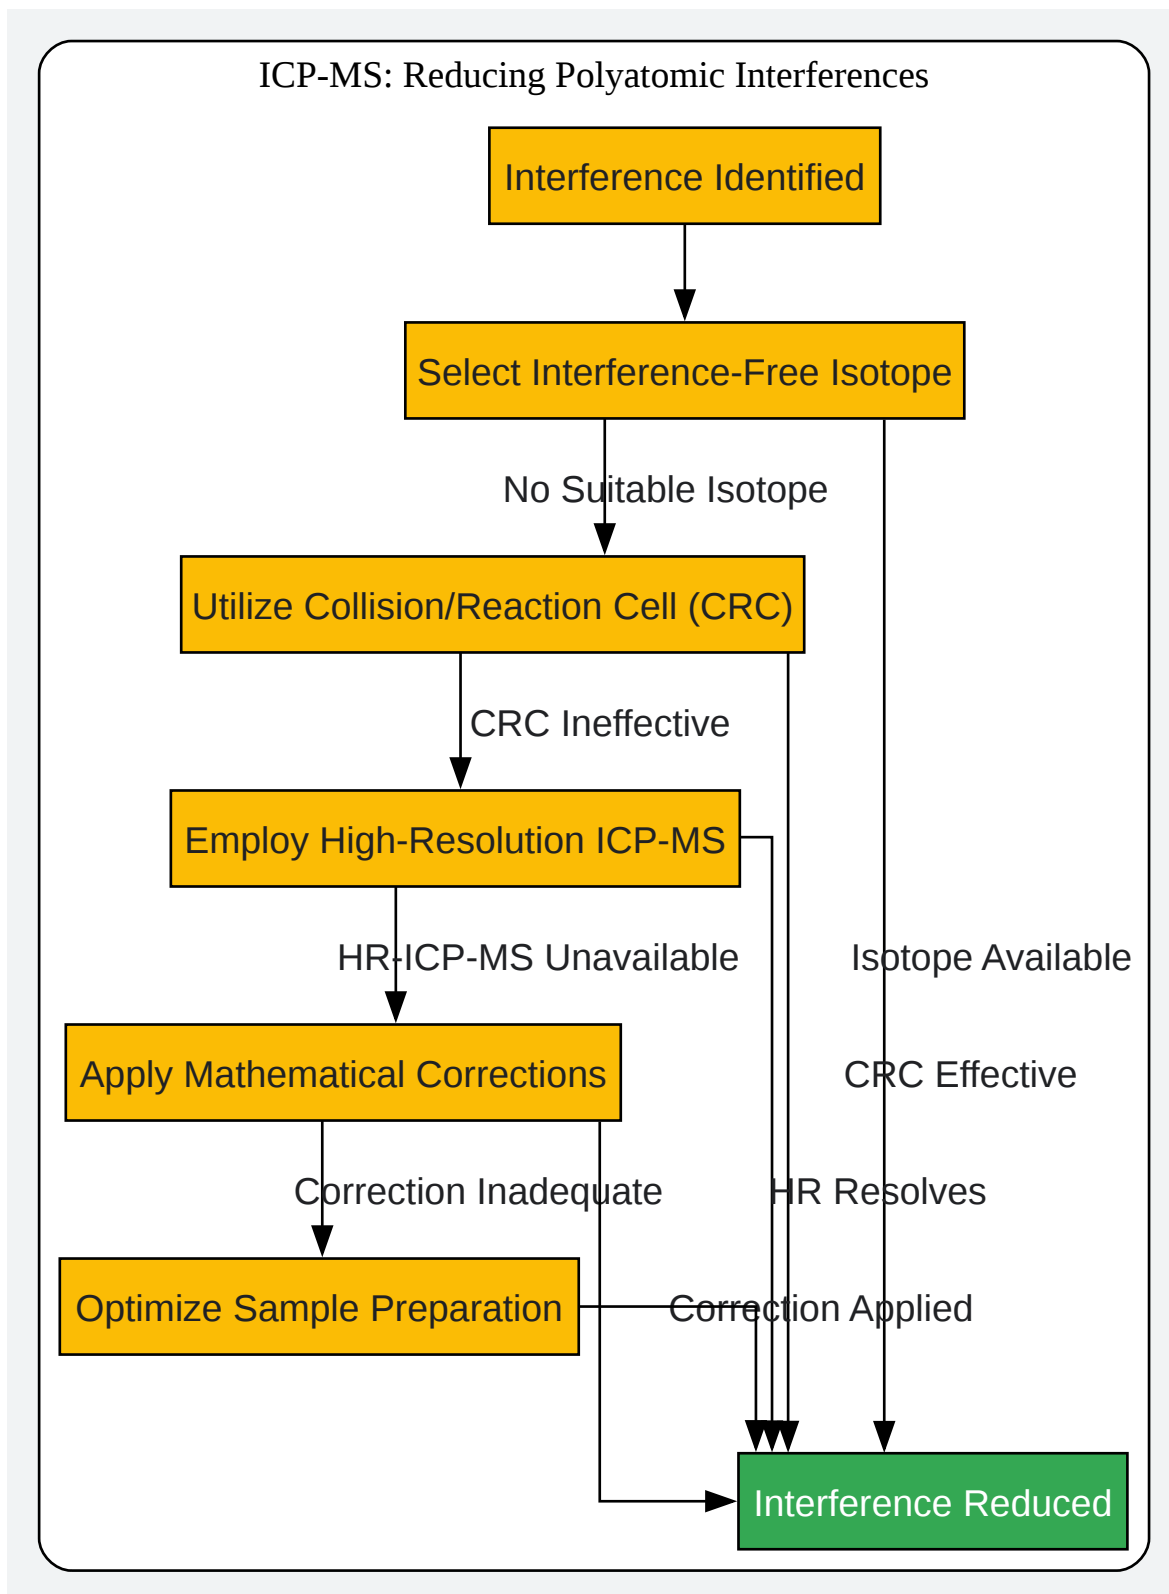 ICP-MS: Reducing Polyatomic Interferences
Interference Identified
Select Interference-Free Isotope
No Suitable Isotope
Utilize Collision/Reaction Cell (CRC)
CRC Ineffective
Employ High-Resolution ICP-MS
HR-ICP-MS Unavailable
Isotope Available
Apply Mathematical Corrections
CRC Effective
Correction Inadequate
HR Resolves
Optimize Sample Preparation
Correction Applied
Interference Reduced